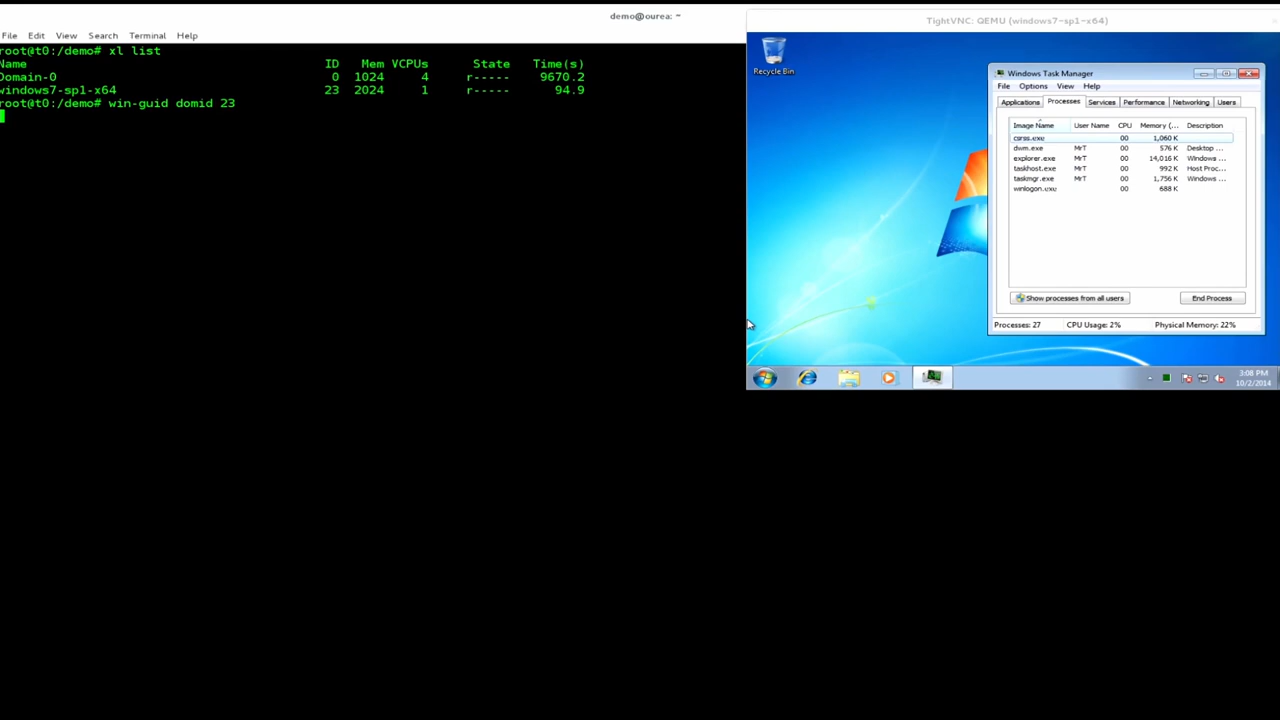 demo@ourea: ~
File Edit View Search Terminal Help
root@t0:/demo# xl list
Name ID Mem VCPUs State Time(s)
Domain-0 0 1024 4 r----- 9670.2
windows7-sp1-x64 23 2024 1 r----- 94.9
root@t0:/demo# win-guid domid 23
TightVNC: QEMU (windows7-sp1-x64)
Recycle Bin
Windows Task Manager
File Options View Help
Applications Processes Services Performance Networking Users
Image Name User Name CPU Memory (... Description
csrss.exe 00 1,060 K
dwm.exe MrT 00 576 K Desktop ...
explorer.exe MrT 00 14,016 K Windows ...
taskhost.exe MrT 00 992 K Host Proc...
taskmgr.exe MrT 00 1,756 K Windows ...
winlogon.exe 00 688 K
Show processes from all users End Process
Processes: 27 CPU Usage: 2% Physical Memory: 22%
3:08 PM
10/2/2014